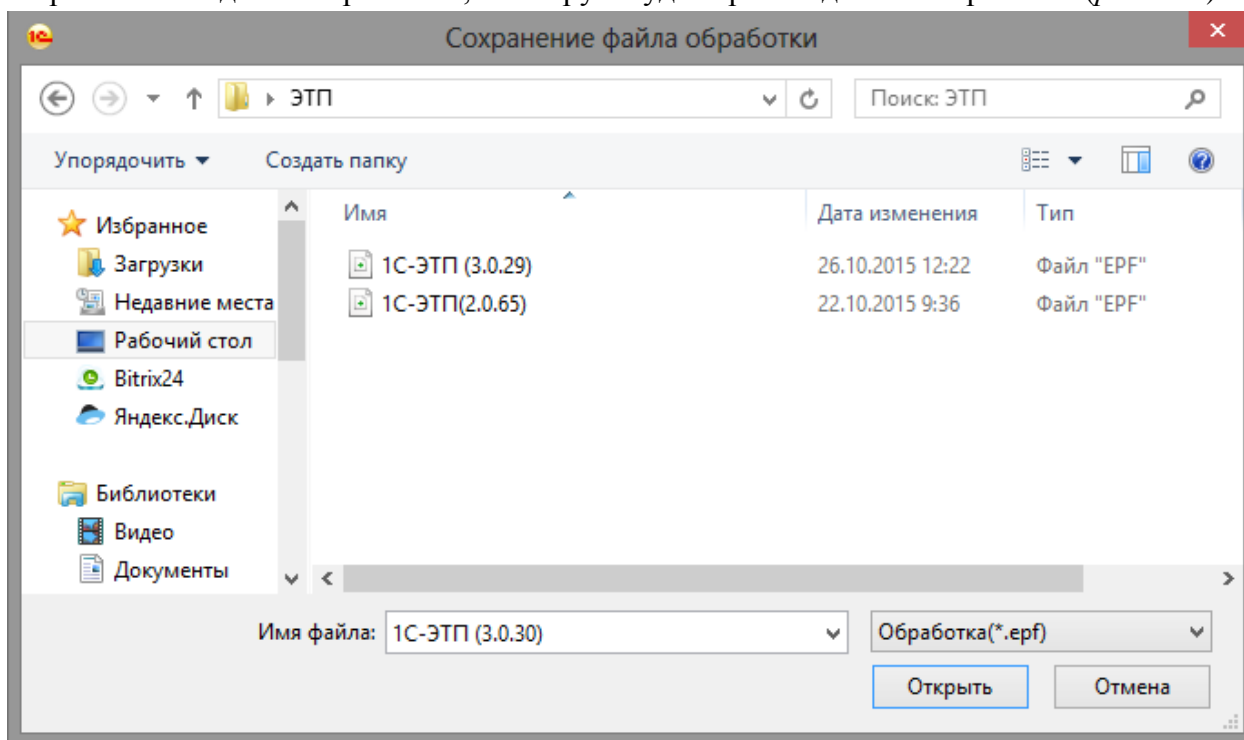 Сохранение файла обработки
ЭТП
Поиск: ЭТП
Упорядочить
Создать папку
Имя
Дата изменения
Тип
Избранное
Загрузки
Недавние места
Рабочий стол
Bitrix24
Яндекс.Диск
Библиотеки
Видео
Документы
1С-ЭТП (3.0.29) 26.10.2015 12:22 Файл "EPF"
1С-ЭТП(2.0.65) 22.10.2015 9:36 Файл "EPF"
Имя файла: 1С-ЭТП (3.0.30)
Обработка(*.epf)
Открыть
Отмена